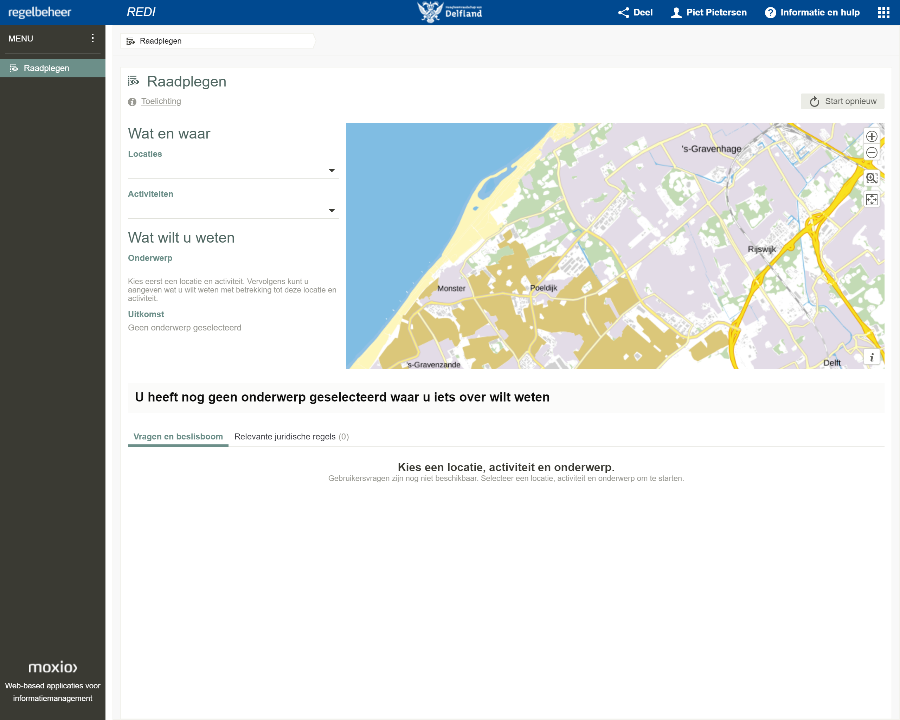 regelbeheer
REDI
Hoogheemraadschap van
Delfland
Deel
Piet Pietersen
Informatie en hulp
MENU
Raadplegen
Raadplegen
Raadplegen
Toelichting
Start opnieuw
Wat en waar
Locaties
Activiteiten
Wat wilt u weten
Onderwerp
Kies eerst een locatie en activiteit. Vervolgens kunt u
aangeven wat u wilt weten met betrekking tot deze locatie en
activiteit.
Uitkomst
Geen onderwerp geselecteerd
's-Gravenhage
Rijswijk
Monster
Poeldijk
's-Gravenzande
Delft
i
U heeft nog geen onderwerp geselecteerd waar u iets over wilt weten
Vragen en beslisboom
Relevante juridische regels (0)
Kies een locatie, activiteit en onderwerp.
Gebruikersvragen zijn nog niet beschikbaar. Selecteer een locatie, activiteit en onderwerp om te starten.
moxio
Web-based applicaties voor
informatiemanagement